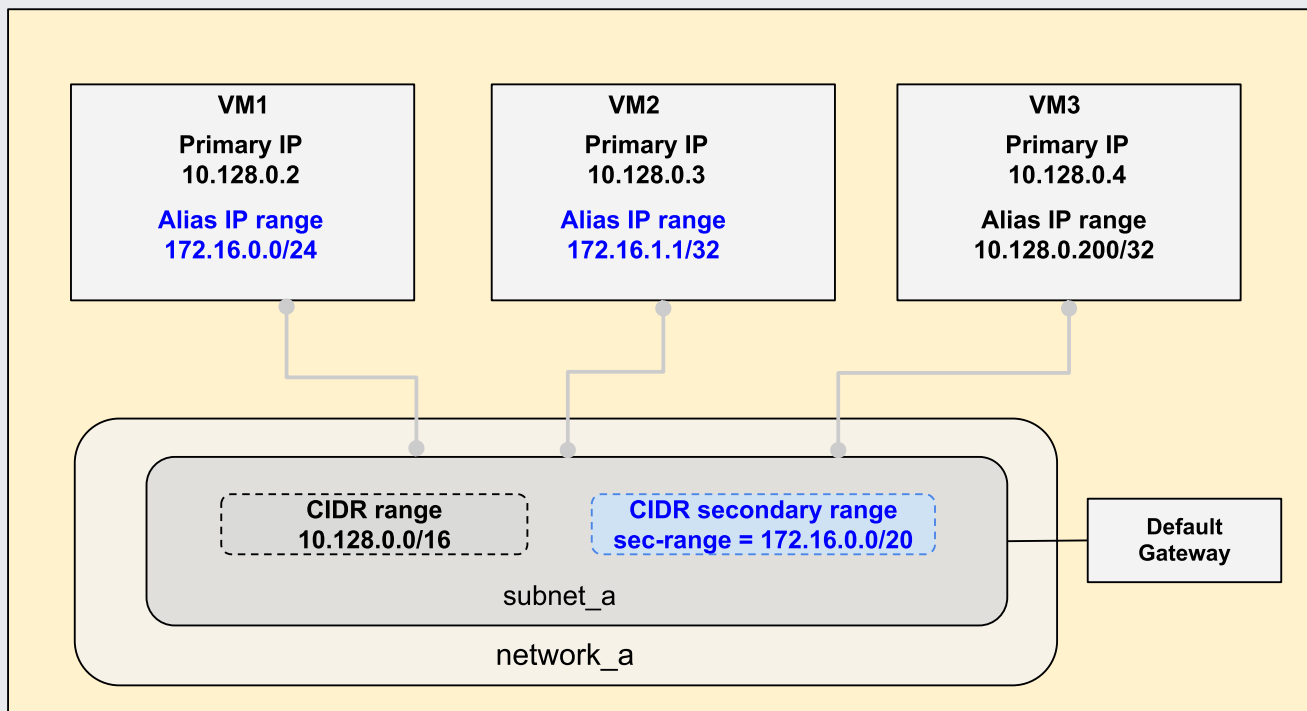 VM1
Primary IP
10.128.0.2
Alias IP range
172.16.0.0/24
VM2
Primary IP
10.128.0.3
Alias IP range
172.16.1.1/32
VM3
Primary IP
10.128.0.4
Alias IP range
10.128.0.200/32
CIDR range
10.128.0.0/16
CIDR secondary range
sec-range = 172.16.0.0/20
subnet_a
network_a
Default
Gateway